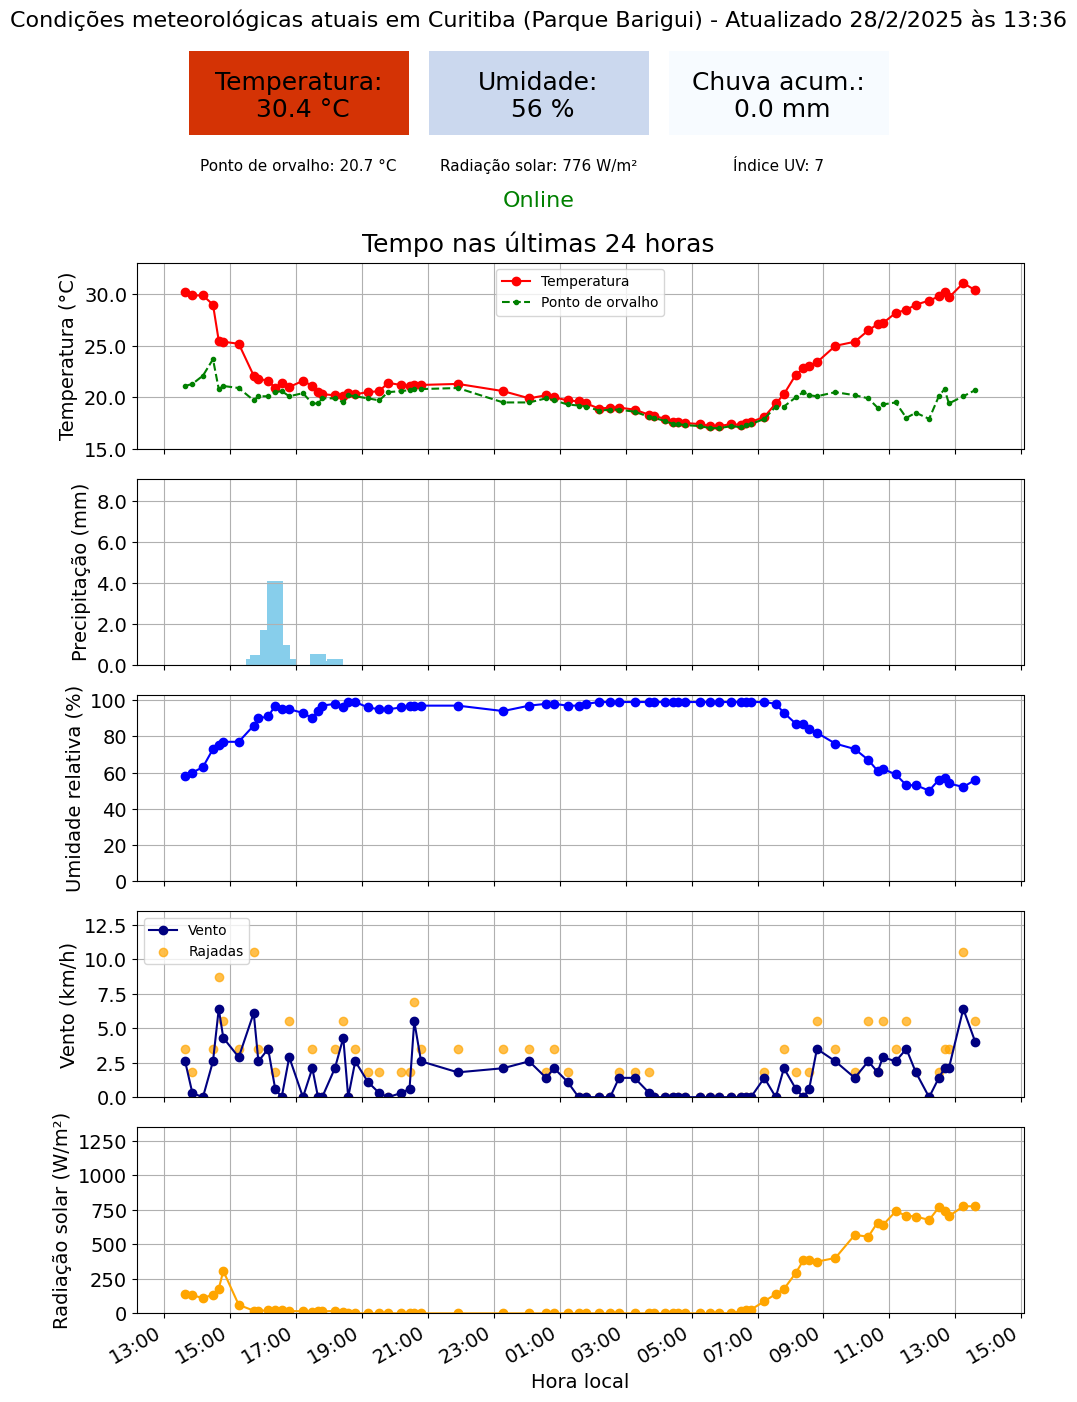 Condições meteorológicas atuais em Curitiba (Parque Barigui) - Atualizado 28/2/2025 às 13:36
Temperatura:
30.4 °C
Umidade:
56 %
Chuva acum.:
0.0 mm
Ponto de orvalho: 20.7 °C
Radiação solar: 776 W/m²
Índice UV: 7
Online
Tempo nas últimas 24 horas
Temperatura (°C)
30.0
25.0
20.0
15.0
Temperatura
Ponto de orvalho
Precipitação (mm)
8.0
6.0
4.0
2.0
0.0
Umidade relativa (%)
100
80
60
40
20
0
Vento (km/h)
12.5
10.0
7.5
5.0
2.5
0.0
Vento
Rajadas
Radiação solar (W/m²)
1250
1000
750
500
250
0
13:00
15:00
17:00
19:00
21:00
23:00
01:00
03:00
05:00
07:00
09:00
11:00
13:00
15:00
Hora local